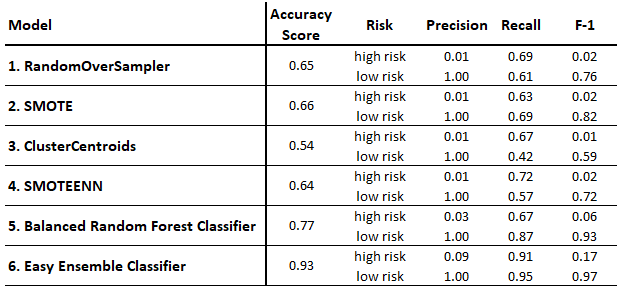 Model Accuracy Score Risk Precision Recall F-1
1. RandomOverSampler 0.65 high risk 0.01 0.69 0.02
low risk 1.00 0.61 0.76
2. SMOTE 0.66 high risk 0.01 0.63 0.02
low risk 1.00 0.69 0.82
3. ClusterCentroids 0.54 high risk 0.01 0.67 0.01
low risk 1.00 0.42 0.59
4. SMOTEENN 0.64 high risk 0.01 0.72 0.02
low risk 1.00 0.57 0.72
5. Balanced Random Forest Classifier 0.77 high risk 0.03 0.67 0.06
low risk 1.00 0.87 0.93
6. Easy Ensemble Classifier 0.93 high risk 0.09 0.91 0.17
low risk 1.00 0.95 0.97